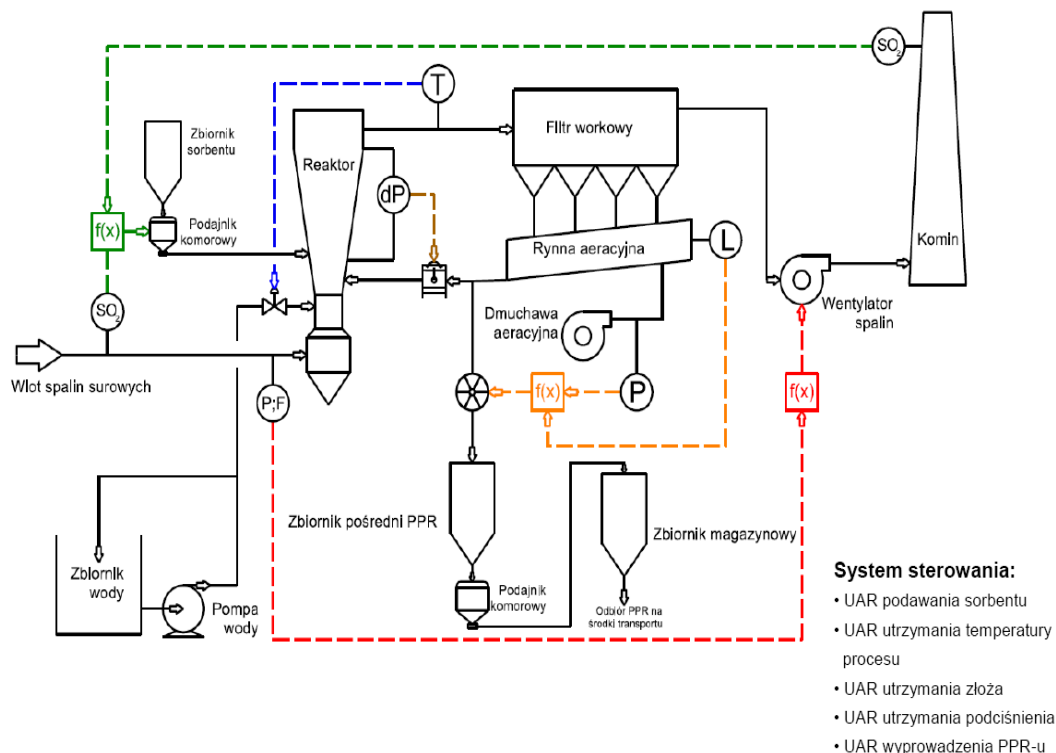 SO2
T
Zbiornik
sorbentu
Filtr workowy
Reaktor
dP
f(x)
Podajnik
komorowy
Rynna aeracyjna
L
Komin
SO2
Dmuchawa
aeracyjna
Wentylator
spalin
Wlot spalin surowych
P;F
f(x)
P
f(x)
Zbiornik pośredni PPR
Zbiornik magazynowy
Zbiornik
wody
Pompa
wody
Podajnik
komorowy
Odbiór PPR na
środki transportu
System sterowania:
• UAR podawania sorbentu
• UAR utrzymania temperatury
procesu
• UAR utrzymania złoża
• UAR utrzymania podciśnienia
• UAR wyprowadzenia PPR-u